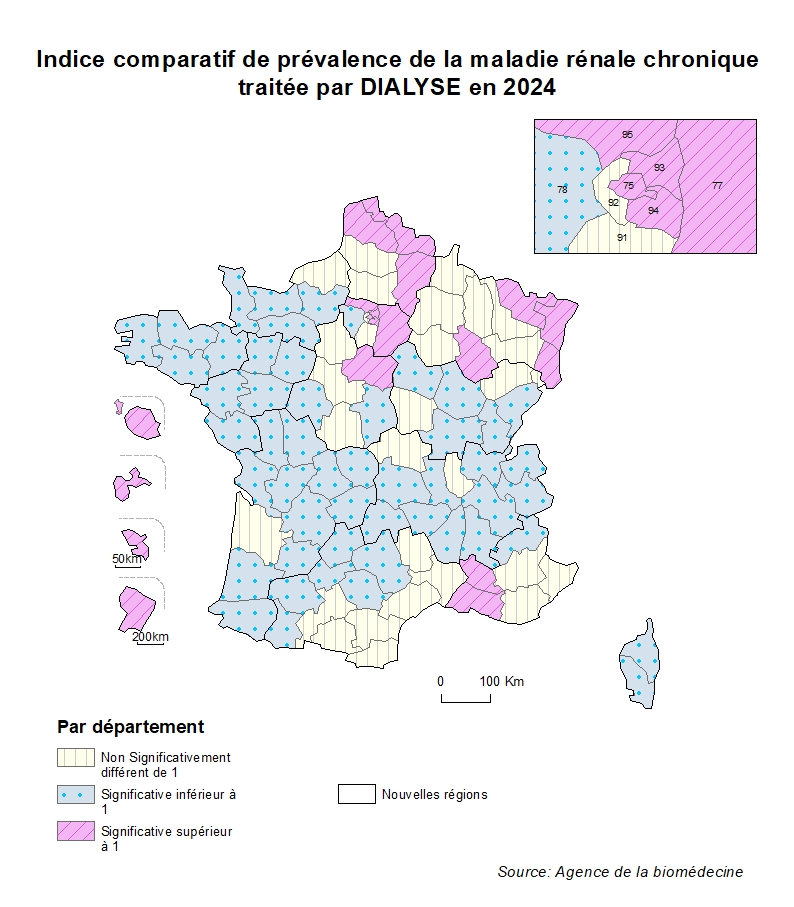 Indice comparatif de prévalence de la maladie rénale chronique
traitée par DIALYSE en 2024
95
93
78
75
77
92
94
91
50km
200km
0 100 Km
Par département
Non Significativement
différent de 1
Significative inférieur à
1
Nouvelles régions
Significative supérieur
à 1
Source: Agence de la biomédecine